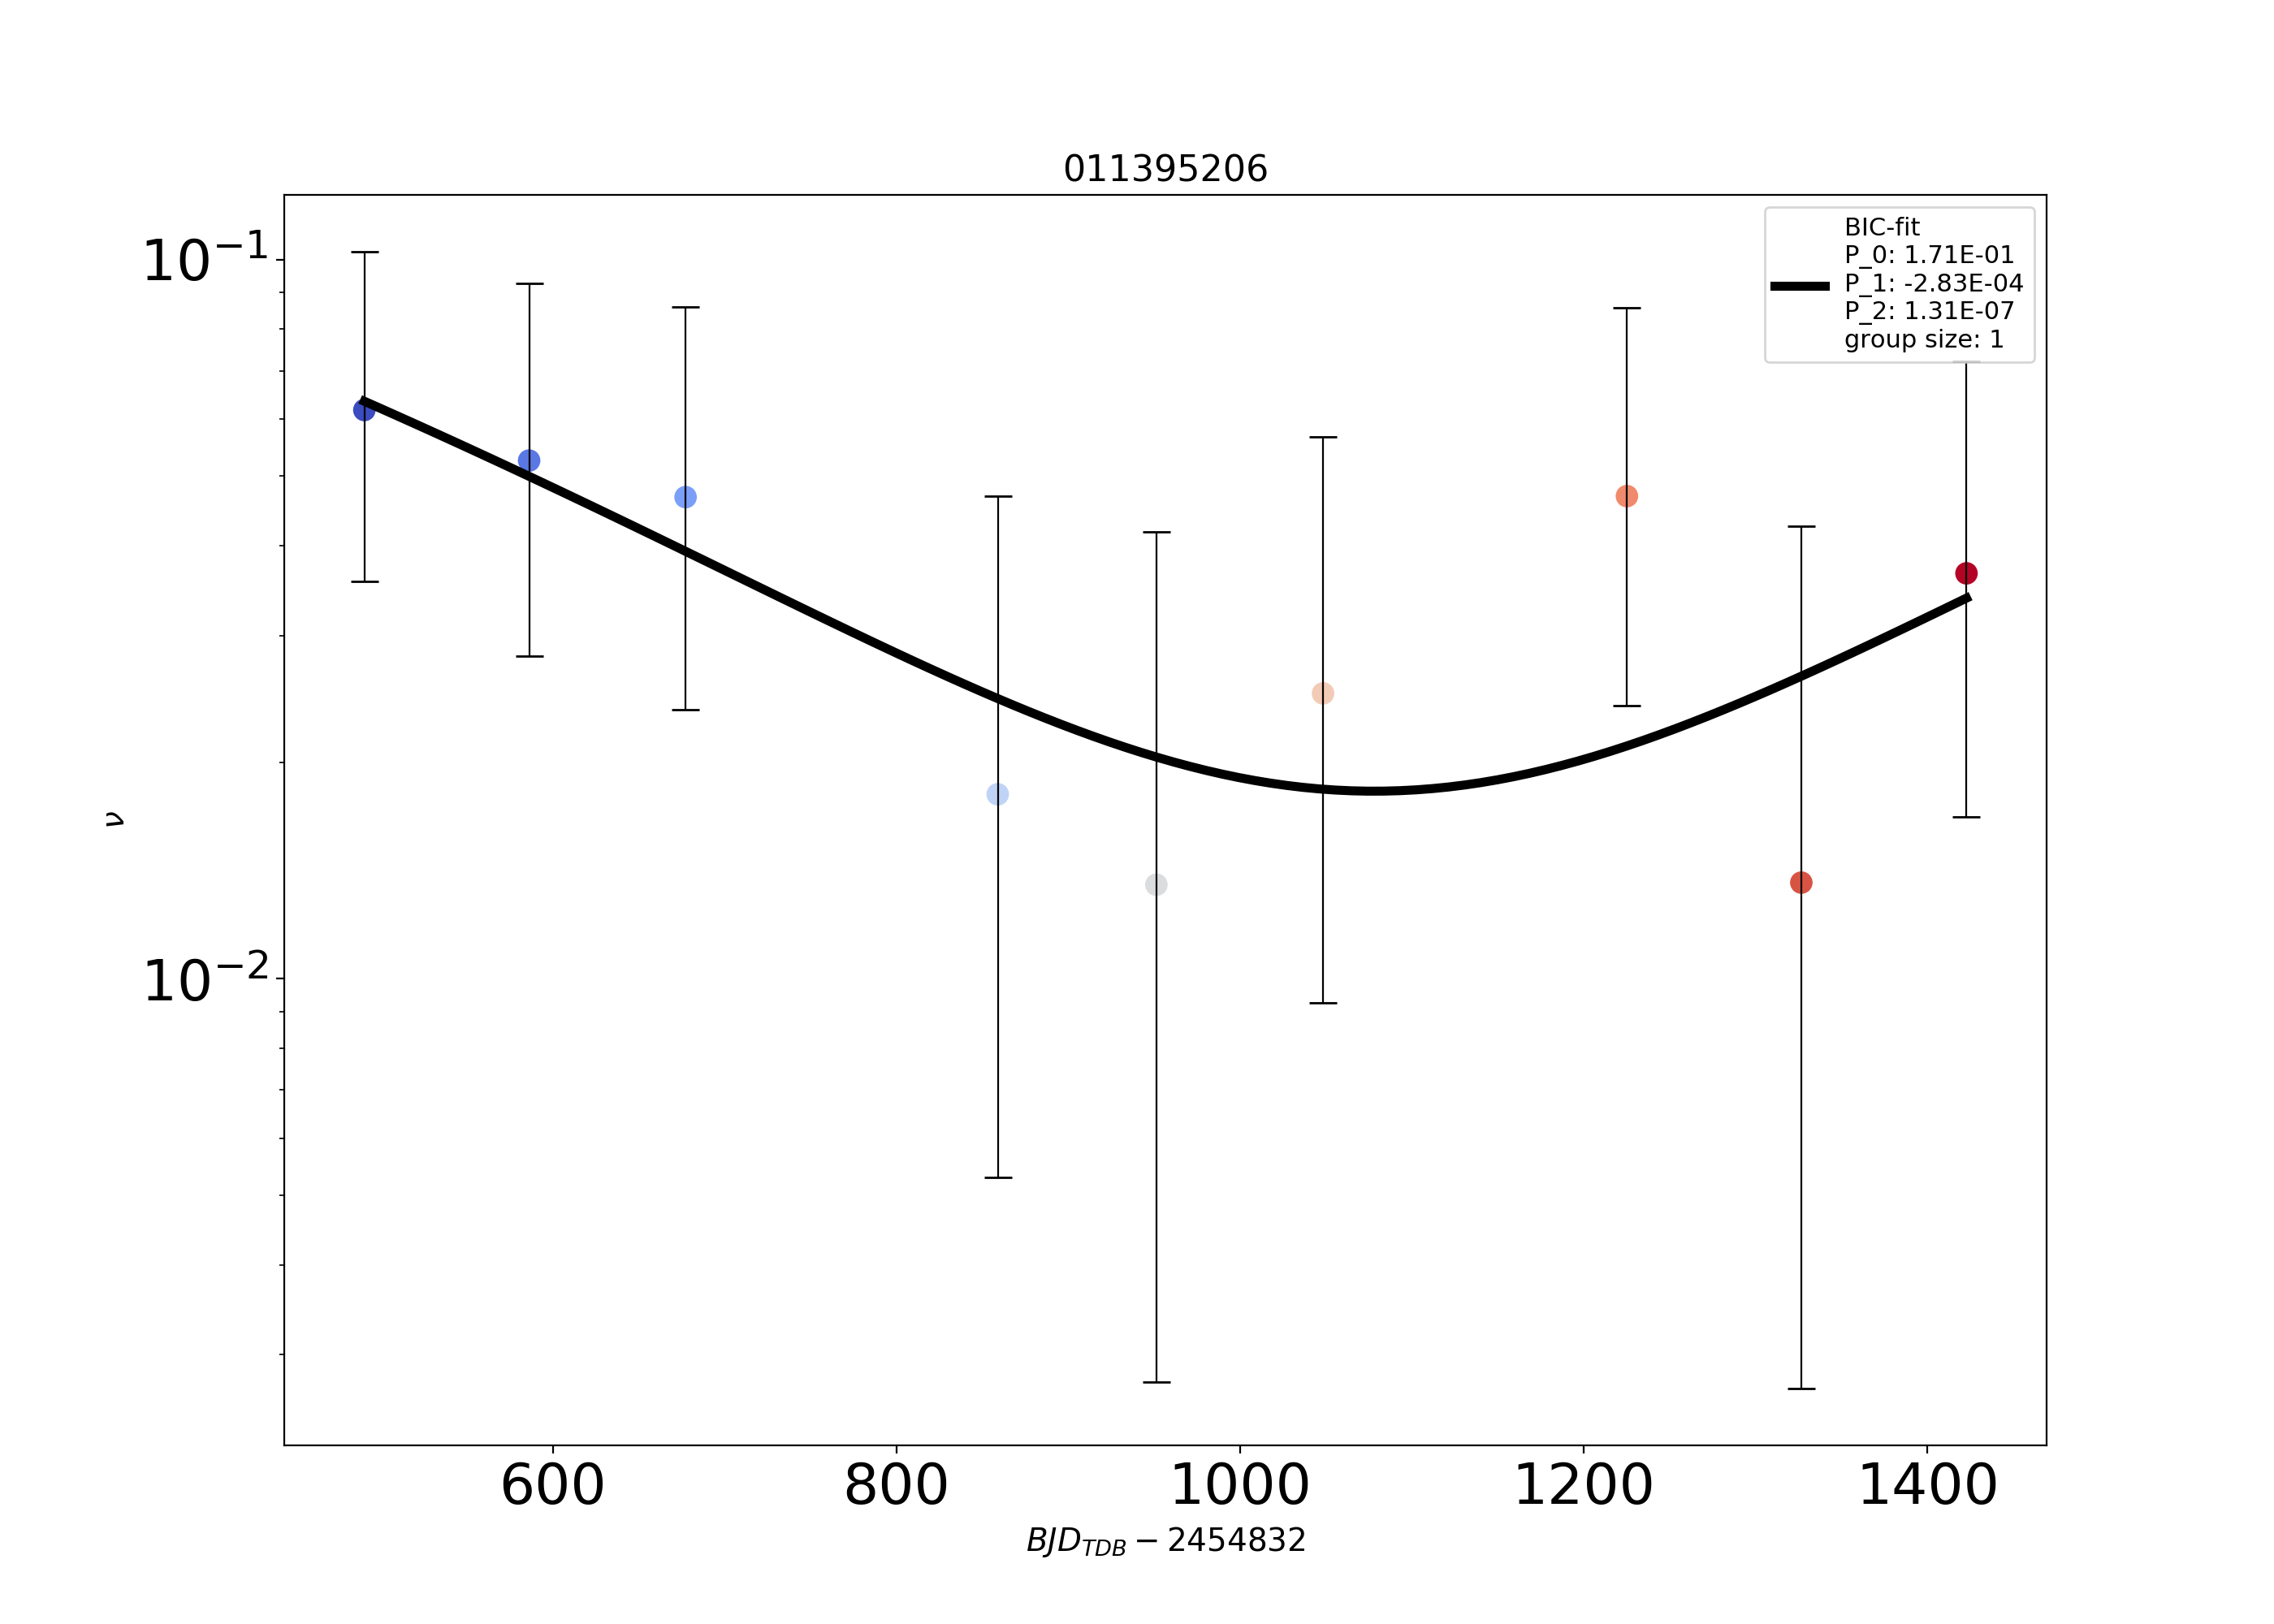 011395206
10⁻¹
10⁻²
ν
BIC-fit
P_0: 1.71E-01
P_1: -2.83E-04
P_2: 1.31E-07
group size: 1
600 800 1000 1200 1400
BJD_TDB − 2454832